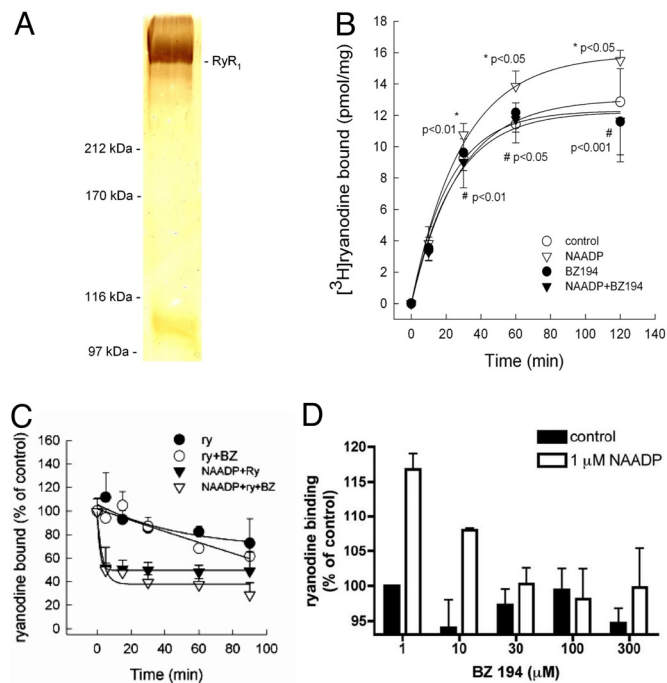 A
- RyR1
212 kDa -
170 kDa -
116 kDa -
97 kDa -
B
[3H]ryanodine bound (pmol/mg)
18
16
14
12
10
8
6
4
2
0
* p<0.05
* p<0.05
*
p<0.01
#
p<0.001
# p<0.05
# p<0.01
control
NAADP
BZ194
NAADP+BZ194
0 20 40 60 80 100 120 140
Time (min)
C
ryanodine bound (% of control)
160
140
120
100
80
60
40
20
0
ry
ry+BZ
NAADP+Ry
NAADP+ry+BZ
0 20 40 60 80 100
Time (min)
D
control
1 µM NAADP
ryanodine binding
(% of control)
120
115
110
105
100
95
1 10 30 100 300
BZ 194 (µM)